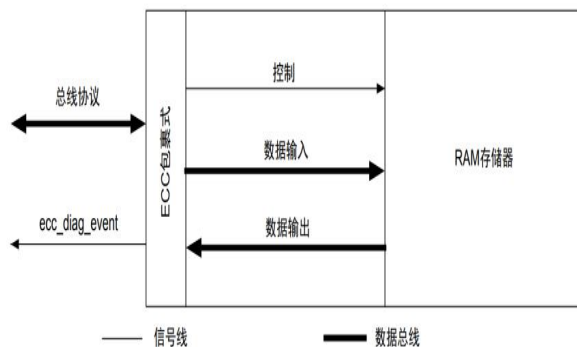 控制
总线协议
ECC包裹式
数据输入
RAM存储器
ecc_diag_event
数据输出
信号线
数据总线